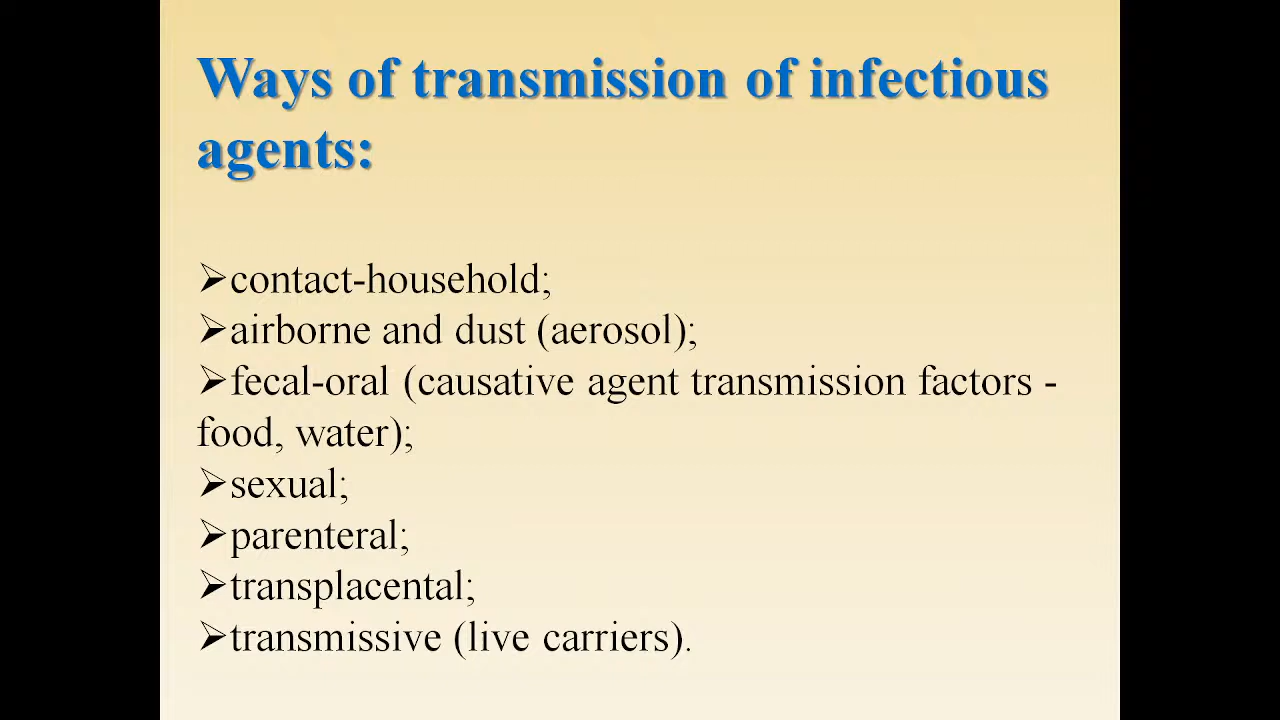 Ways of transmission of infectious
agents:
➢contact-household;
➢airborne and dust (aerosol);
➢fecal-oral (causative agent transmission factors -
food, water);
➢sexual;
➢parenteral;
➢transplacental;
➢transmissive (live carriers).